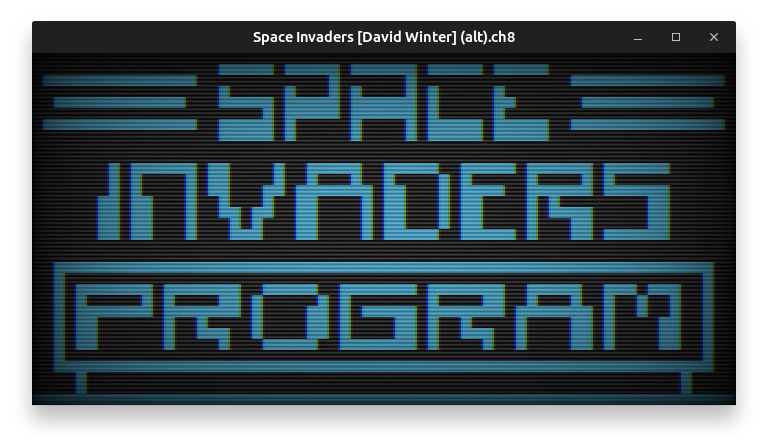 Space Invaders [David Winter] (alt).ch8
SPACE
INVADERS
PROGRAM